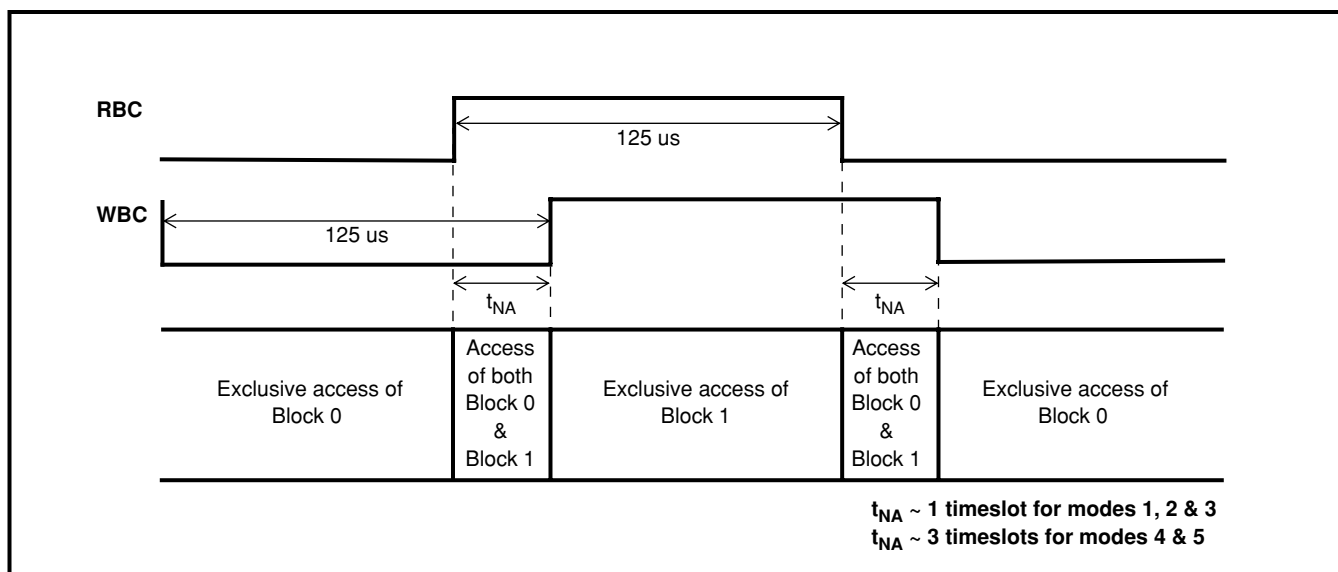 RBC
125 us
WBC
125 us
tNA
tNA
Exclusive access of
Block 0
Access
of both
Block 0
&
Block 1
Exclusive access of
Block 1
Access
of both
Block 0
&
Block 1
Exclusive access of
Block 0
tNA ~ 1 timeslot for modes 1, 2 & 3
tNA ~ 3 timeslots for modes 4 & 5